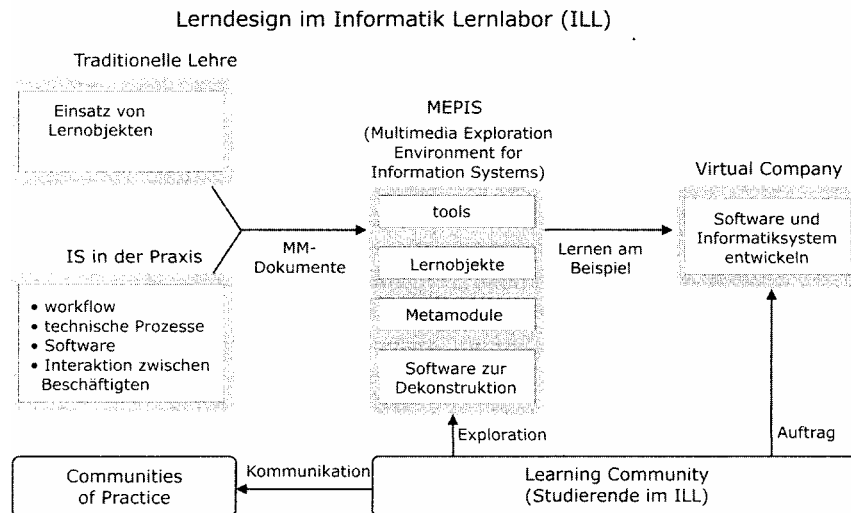 Lerndesign im Informatik Lernlabor (ILL)
Traditionelle Lehre
Einsatz von
Lernobjekten
IS in der Praxis
• workflow
• technische Prozesse
• Software
• Interaktion zwischen
Beschäftigten
MM-
Dokumente
MEPIS
(Multimedia Exploration
Environment for
Information Systems)
tools
Lernobjekte
Metamodule
Software zur
Dekonstruktion
Lernen am
Beispiel
Virtual Company
Software und
Informatiksystem
entwickeln
Exploration
Auftrag
Communities
of Practice
Kommunikation
Learning Community
(Studierende im ILL)